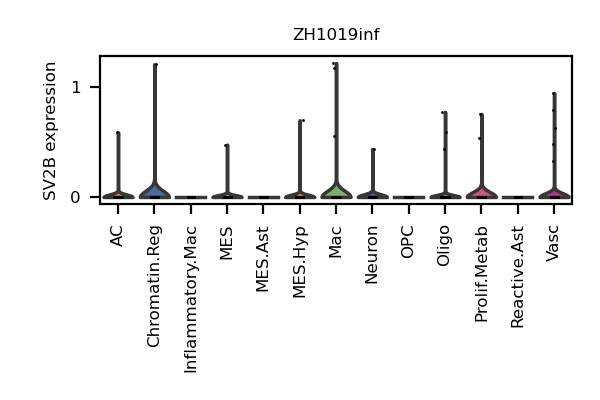 ZH1019inf
SV2B expression
1
0
AC
Chromatin.Reg
Inflammatory.Mac
MES
MES.Ast
MES.Hyp
Mac
Neuron
OPC
Oligo
Prolif.Metab
Reactive.Ast
Vasc